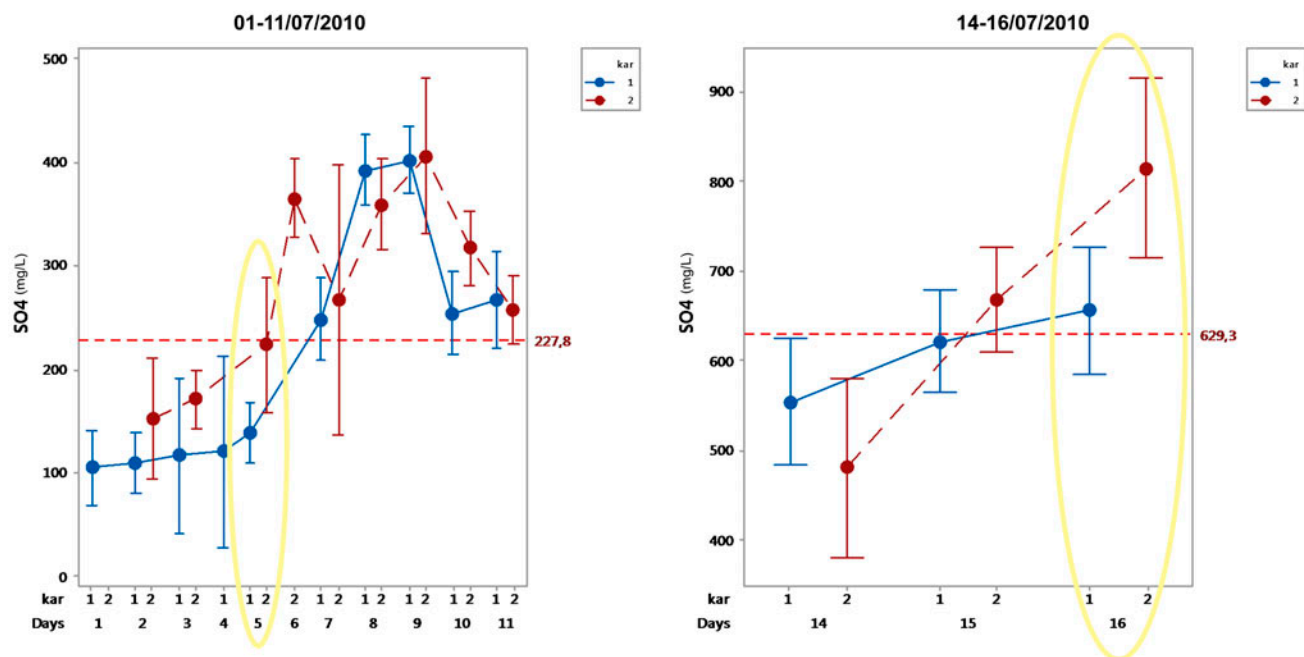 01-11/07/2010
500
400
300
200
100
0
SO4 (mg/L)
kar
1
2
227,8
kar 1 2 1 2 1 2 1 1 2 2 1 2 1 2 1 2 1 2 1 2
Days 1 2 3 4 5 6 7 8 9 10 11
14-16/07/2010
900
800
700
600
500
400
SO4 (mg/L)
kar
1
2
629,3
kar 1 2 1 2 1 2
Days 14 15 16